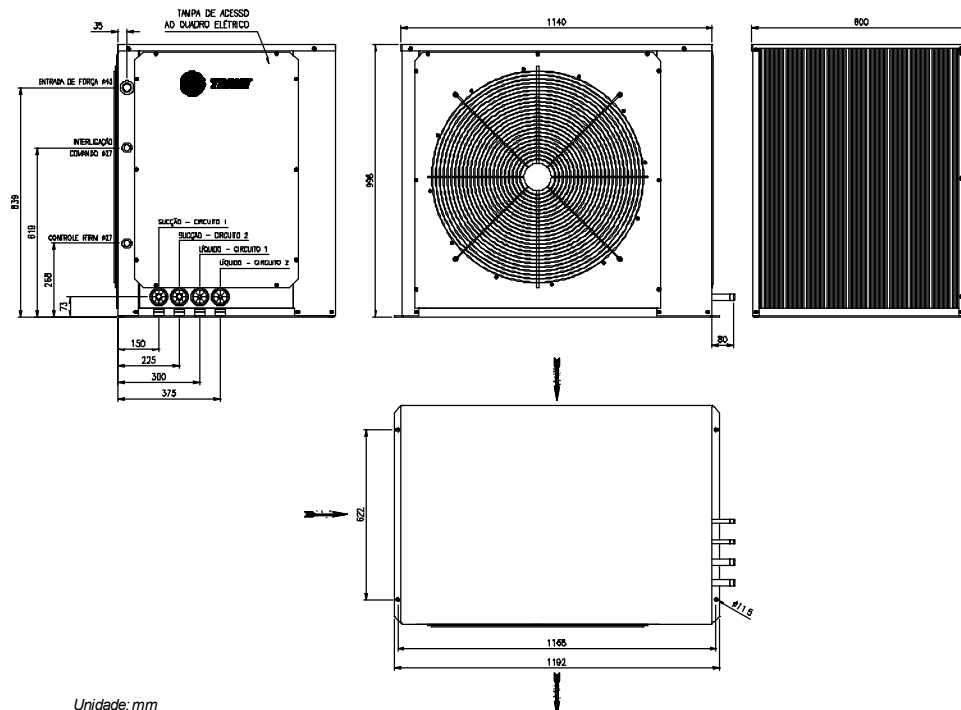 TAMPA DE ACESSO
AO QUADRO ELÉTRICO
35
ENTRADA DE FORÇA ø43
TRANE
INTERLIGAÇÃO
COMANDO ø27
CONTROLE RTRM ø27
839
619
268
73
SUCÇÃO - CIRCUITO 1
SUCÇÃO - CIRCUITO 2
LÍQUIDO - CIRCUITO 1
LÍQUIDO - CIRCUITO 2
150
225
300
375
1140
996
80
600
622
ø11.5
1192
Unidade: mm